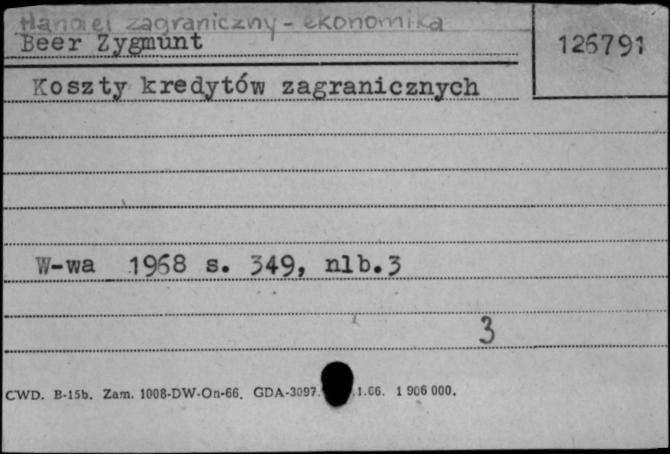 Handel zagraniczny - ekonomika
Beer Zygmunt
126791
Koszty kredytów zagranicznych
W-wa 1968 s. 349, nlb.3
3
CWD. B-15b. Zam. 1008-DW-On-66. GDA-3097. .1.66. 1 906 000.